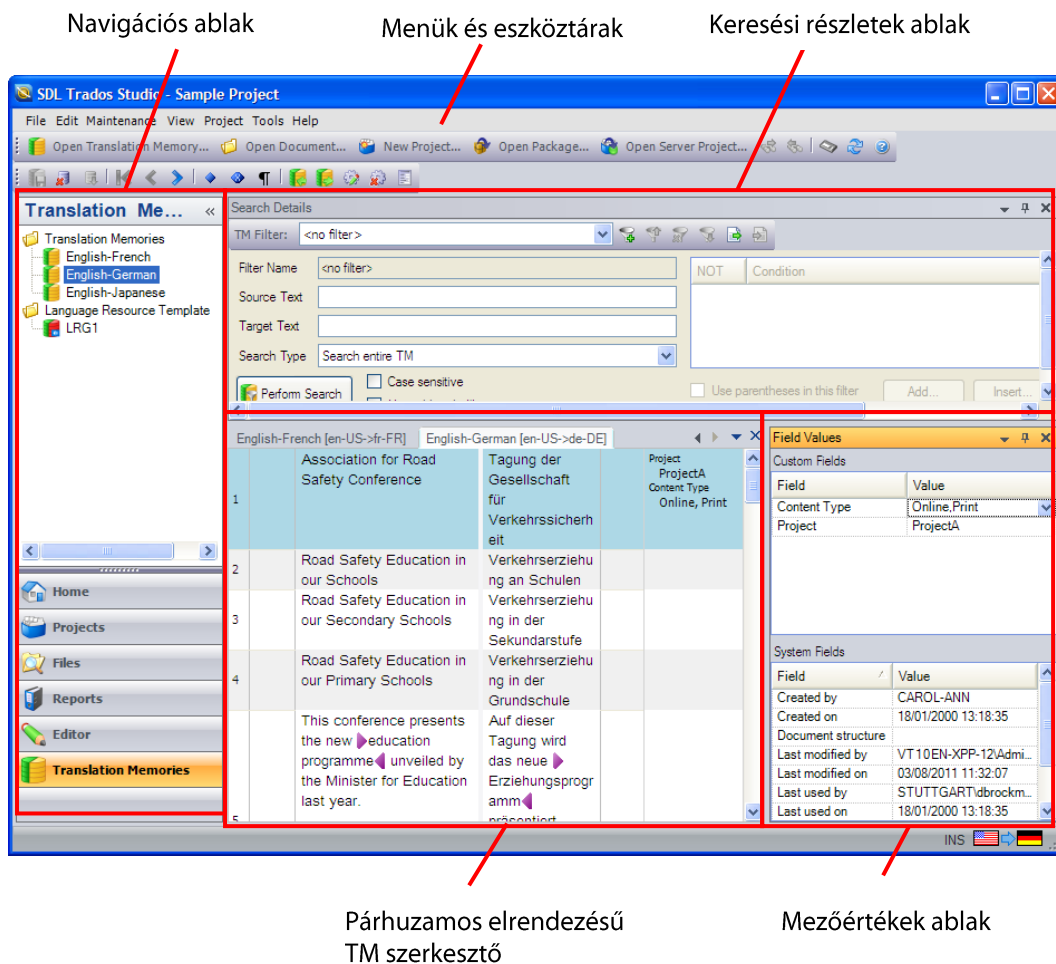 Navigációs ablak
Menük és eszköztárak
Keresési részletek ablak
SDL Trados Studio - Sample Project
File Edit Maintenance View Project Tools Help
Open Translation Memory... Open Document... New Project... Open Package... Open Server Project...
Translation Me... «
Translation Memories
English-French
English-German
English-Japanese
Language Resource Template
LRG1
Home
Projects
Files
Reports
Editor
Translation Memories
Search Details
TM Filter: <no filter>
Filter Name <no filter>
Source Text
Target Text
Search Type Search entire TM
Perform Search
Case sensitive
NOT Condition
Use parentheses in this filter Add... Insert...
English-French [en-US->fr-FR] English-German [en-US->de-DE]
1
Association for Road
Safety Conference
Tagung der
Gesellschaft
für
Verkehrssicherh
eit
Project
ProjectA
Content Type
Online, Print
2
Road Safety Education in
our Schools
Verkehrserziehu
ng an Schulen
3
Road Safety Education in
our Secondary Schools
Verkehrserziehu
ng in der
Sekundarstufe
4
Road Safety Education in
our Primary Schools
Verkehrserziehu
ng in der
Grundschule
5
This conference presents
the new education
programme unveiled by
the Minister for Education
last year.
Auf dieser
Tagung wird
das neue
Erziehungsprogr
amm
präsentiert
Field Values
Custom Fields
Field Value
Content Type Online,Print
Project ProjectA
System Fields
Field Value
Created by CAROL-ANN
Created on 18/01/2000 13:18:35
Document structure
Last modified by VT10EN-XPP-12\Admi...
Last modified on 03/08/2011 11:32:07
Last used by STUTTGART\dbrockm...
Last used on 18/01/2000 13:18:35
INS
Párhuzamos elrendezésű
TM szerkesztő
Mezőértékek ablak